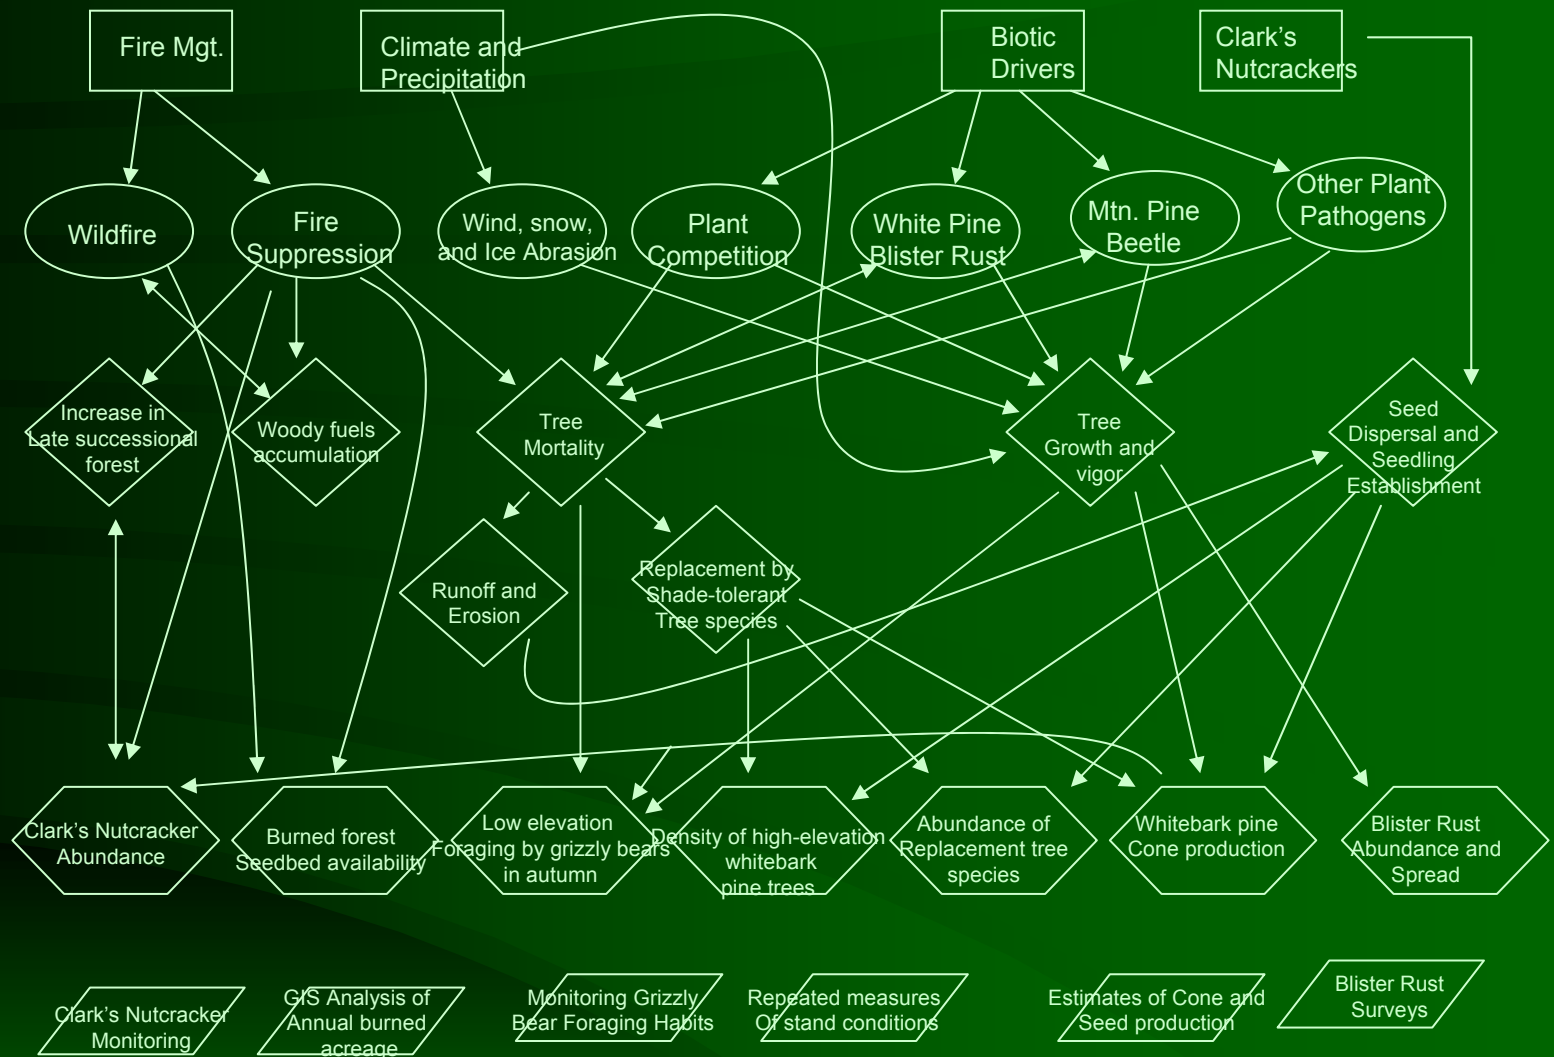 Fire Mgt.
Climate and
Precipitation
Biotic
Drivers
Clark's
Nutcrackers
Wildfire
Fire
Suppression
Wind, snow,
and Ice Abrasion
Plant
Competition
White Pine
Blister Rust
Mtn. Pine
Beetle
Other Plant
Pathogens
Increase in
Late successional
forest
Woody fuels
accumulation
Tree
Mortality
Tree
Growth and
vigor
Seed
Dispersal and
Seedling
Establishment
Runoff and
Erosion
Replacement by
Shade-tolerant
Tree species
Clark's Nutcracker
Abundance
Burned forest
Seedbed availability
Low elevation
Foraging by grizzly bears
in autumn
Density of high-elevation
whitebark
pine trees
Abundance of
Replacement tree
species
Whitebark pine
Cone production
Blister Rust
Abundance and
Spread
Clark's Nutcracker
Monitoring
GIS Analysis of
Annual burned
acreage
Monitoring Grizzly
Bear Foraging Habits
Repeated measures
Of stand conditions
Estimates of Cone and
Seed production
Blister Rust
Surveys